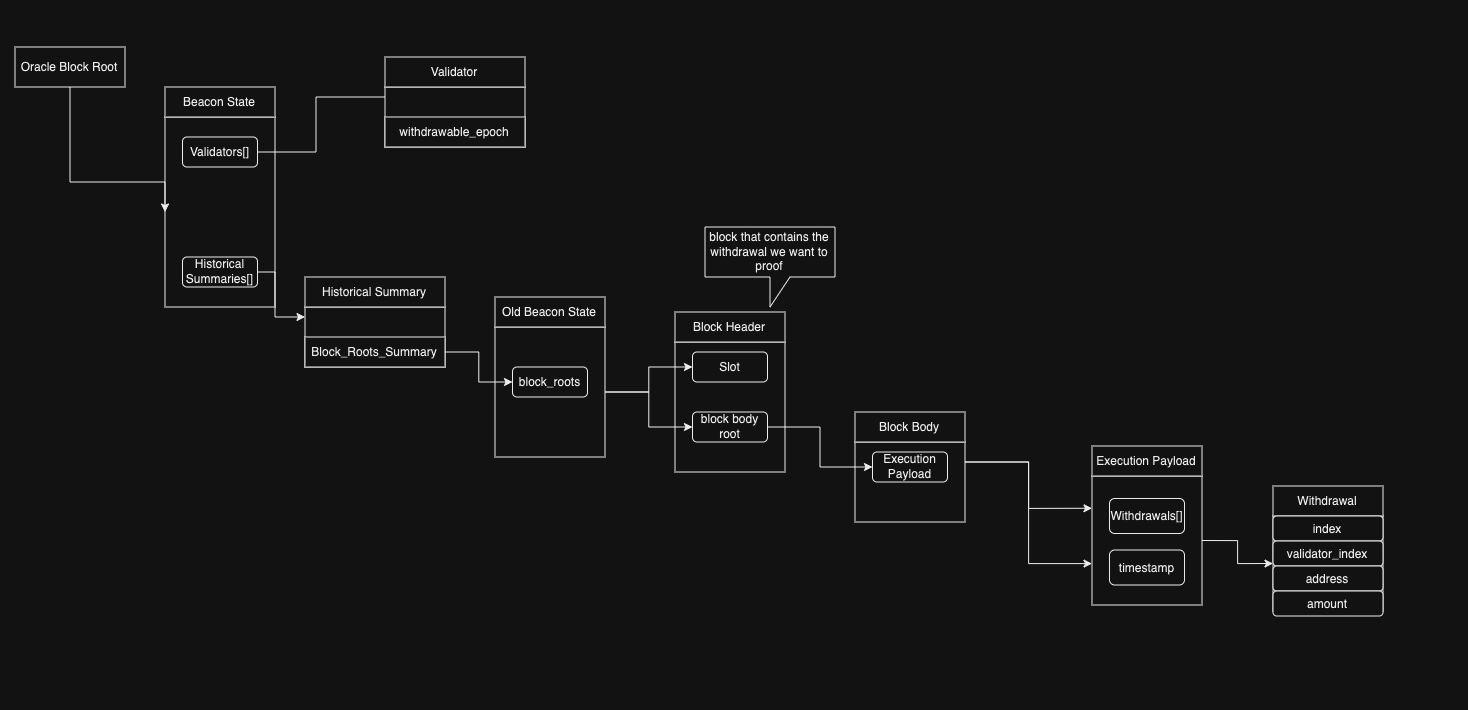 Oracle Block Root
Beacon State
Validators[]
Historical
Summaries[]
Validator
withdrawable_epoch
Historical Summary
Block_Roots_Summary
Old Beacon State
block_roots
block that contains the
withdrawal we want to
proof
Block Header
Slot
block body
root
Block Body
Execution
Payload
Execution Payload
Withdrawals[]
timestamp
Withdrawal
index
validator_index
address
amount